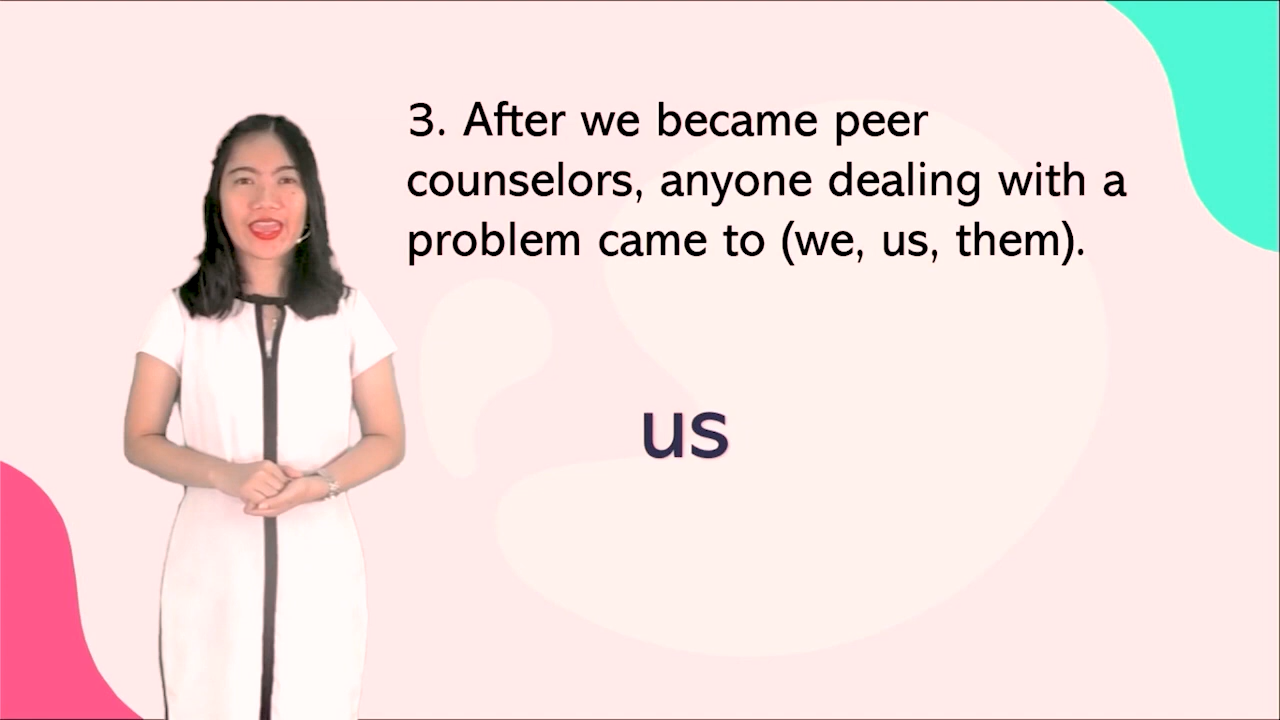 3. After we became peer
counselors, anyone dealing with a
problem came to (we, us, them).
us